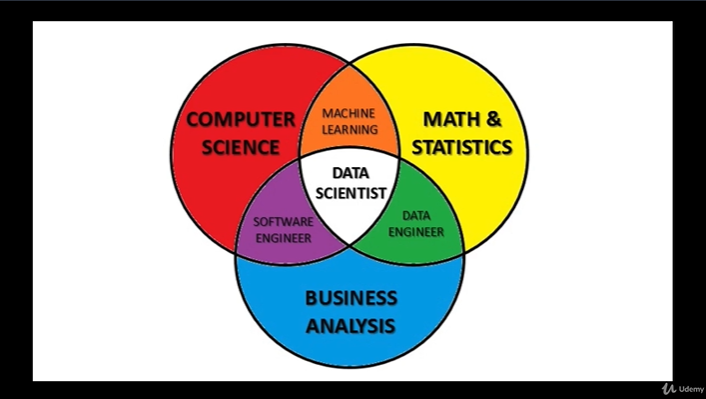 COMPUTER
SCIENCE
MACHINE
LEARNING
MATH &
STATISTICS
DATA
SCIENTIST
SOFTWARE
ENGINEER
DATA
ENGINEER
BUSINESS
ANALYSIS
Udemy